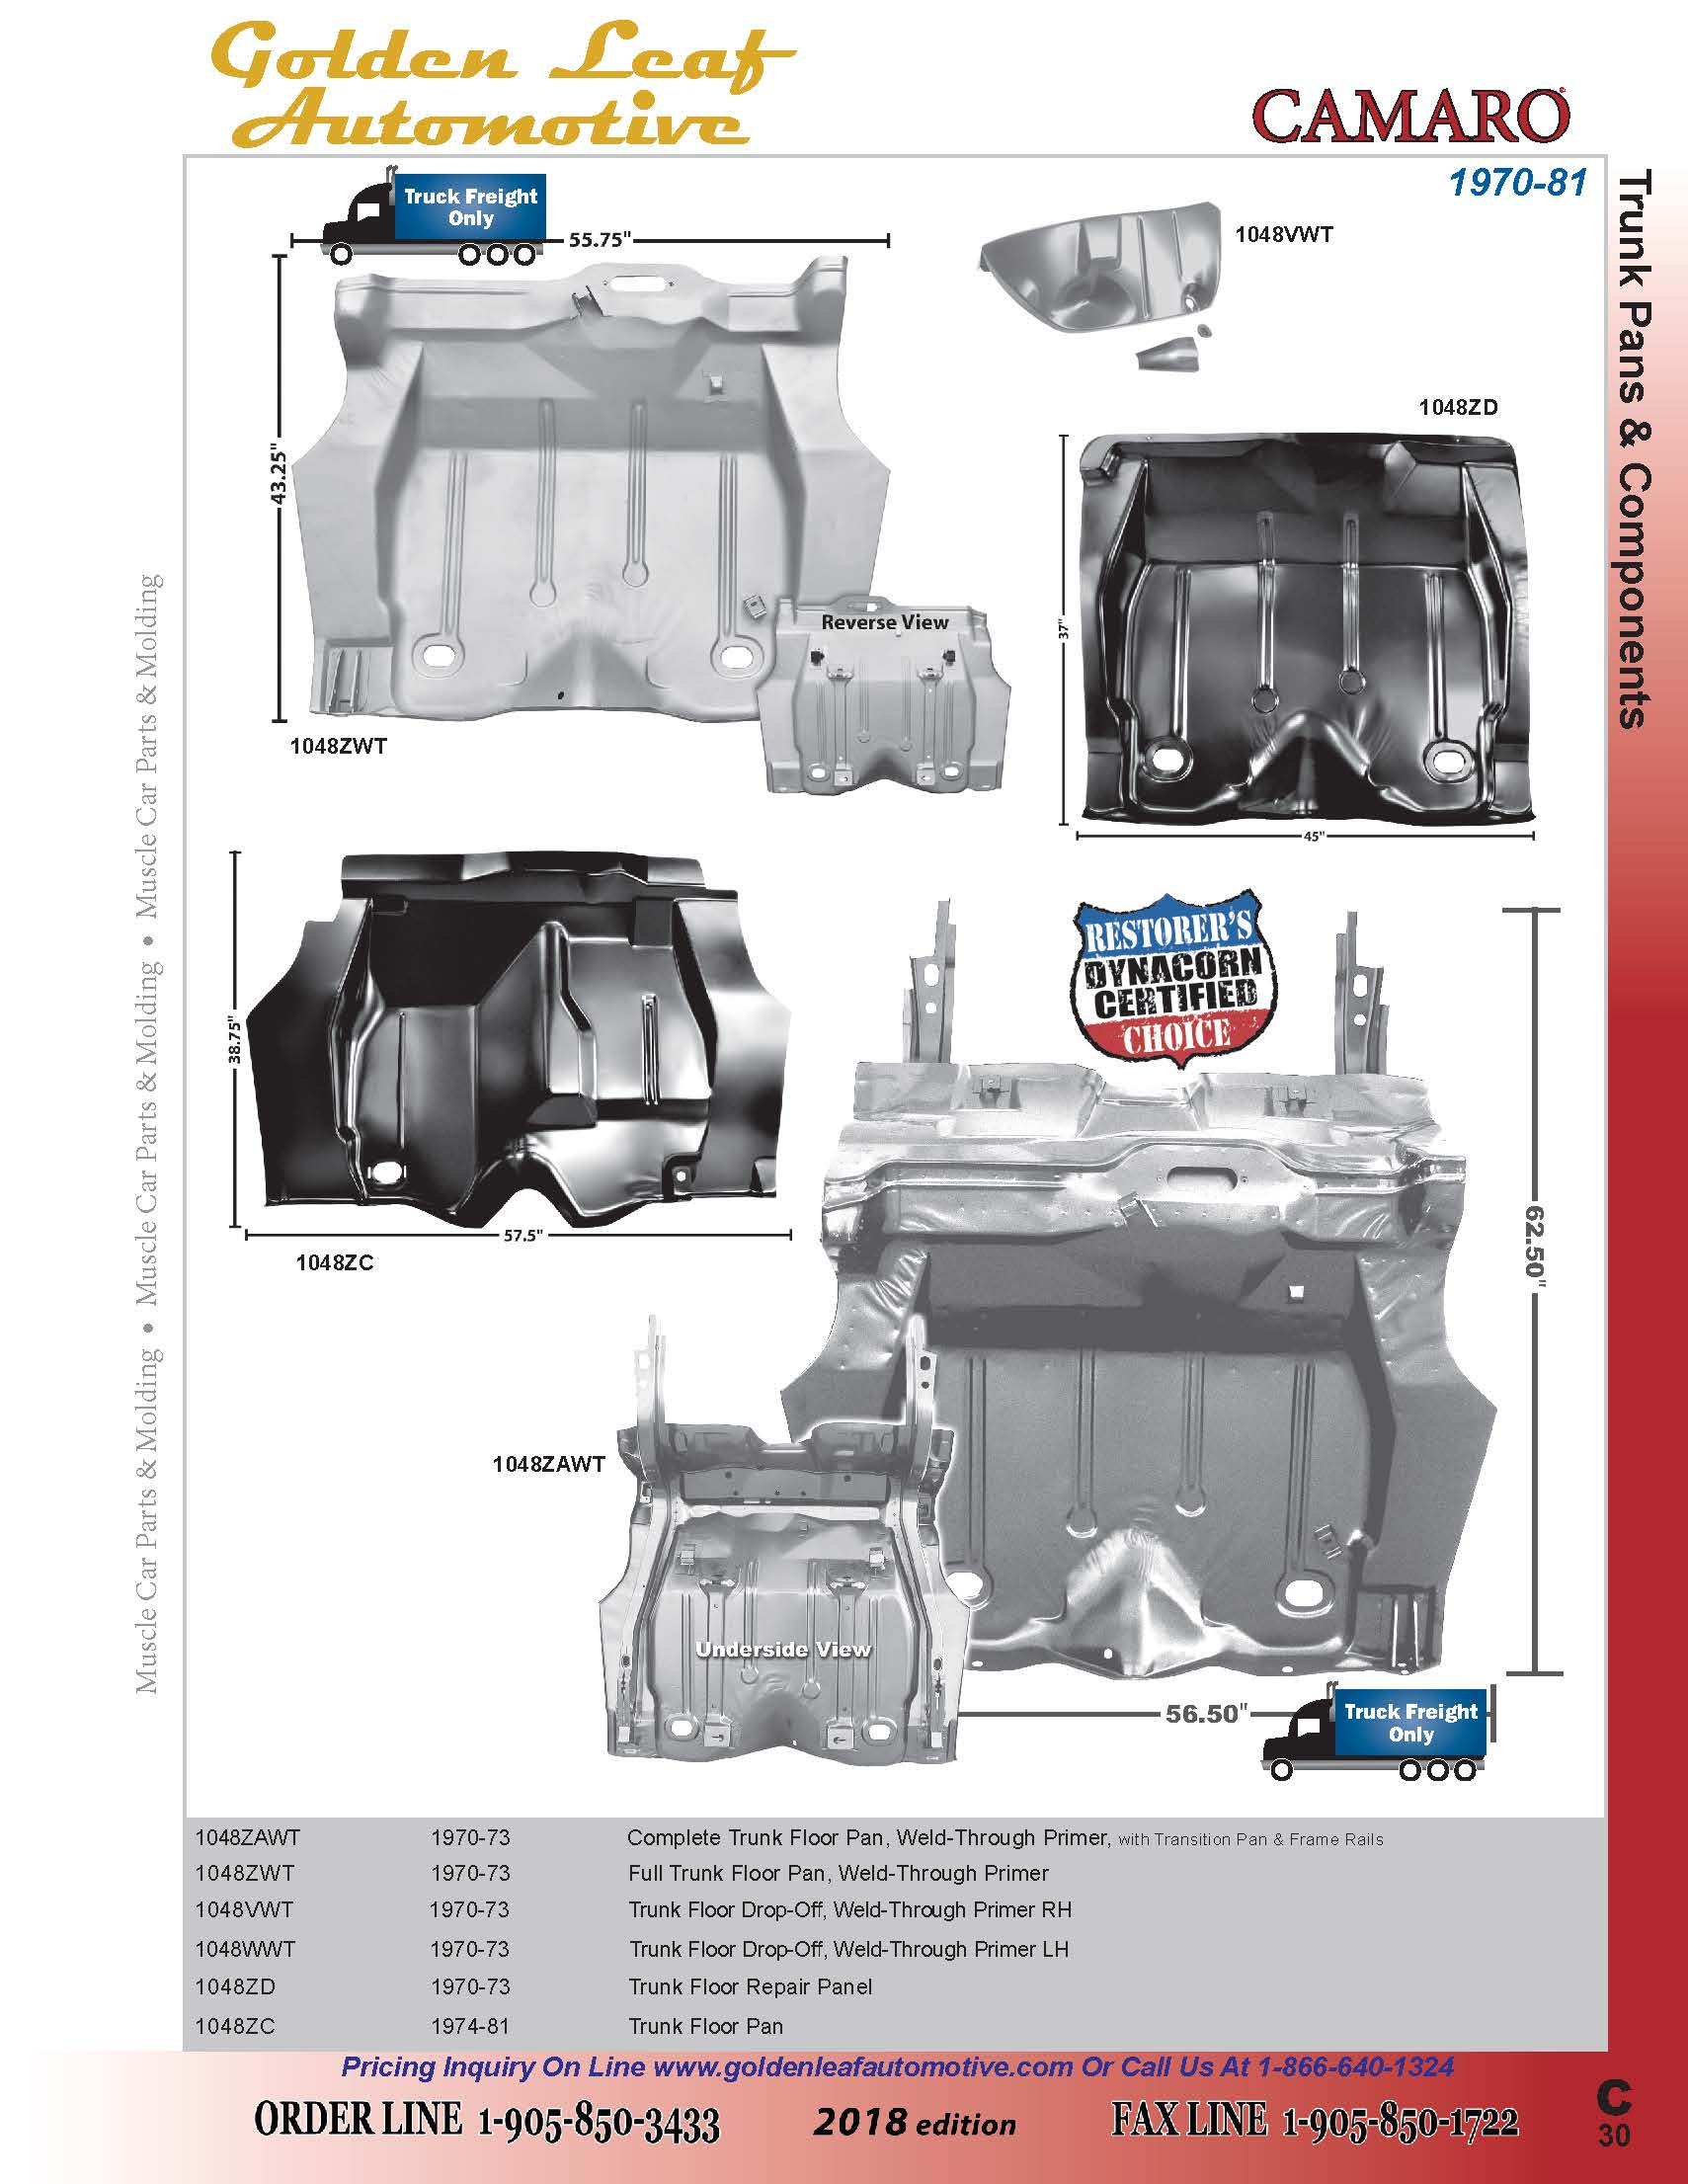 Golden Leaf
Automotive
CAMARO
1970-81
Trunk Pans & Components
Truck Freight
Only
55.75"
1048VWT
43.25"
1048ZD
37"
Reverse View
1048ZWT
45"
38.75"
RESTORER'S
DYNACORN
CERTIFIED
CHOICE
57.5"
1048ZC
62.50"
1048ZAWT
Underside View
56.50"
Truck Freight
Only
Muscle Car Parts & Molding • Muscle Car Parts & Molding • Muscle Car Parts & Molding
1048ZAWT 1970-73 Complete Trunk Floor Pan, Weld-Through Primer, with Transition Pan & Frame Rails
1048ZWT 1970-73 Full Trunk Floor Pan, Weld-Through Primer
1048VWT 1970-73 Trunk Floor Drop-Off, Weld-Through Primer RH
1048WWT 1970-73 Trunk Floor Drop-Off, Weld-Through Primer LH
1048ZD 1970-73 Trunk Floor Repair Panel
1048ZC 1974-81 Trunk Floor Pan
Pricing Inquiry On Line www.goldenleafautomotive.com Or Call Us At 1-866-640-1324
ORDER LINE 1-905-850-3433 2018 edition FAX LINE 1-905-850-1722
C
30